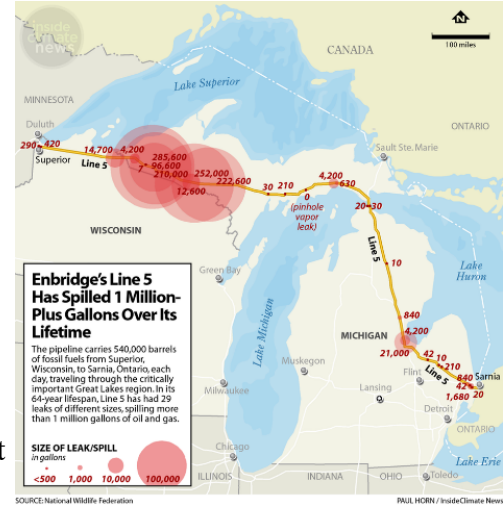 inside
climate
news
N
100 miles
CANADA
Lake Superior
MINNESOTA
ONTARIO
Duluth
Sault Ste. Marie
290 420
14,700 4,200
Superior
Line 5
285,600
7 96,600
210,000 252,000
12,600 222,600
30 210
0
(pinhole
vapor
leak)
4,200
630
20 30
WISCONSIN
Line 5
Lake
Huron
10
Green Bay
Lake Michigan
840
MICHIGAN
4,200
21,000
42 10
210
840
Sarnia
42
Line 5
1,680 20
Muskegon
Flint
Lansing
Milwaukee
Detroit
ONTARIO
Chicago
Lake Erie
Toledo
ILLINOIS
INDIANA
OHIO
Enbridge's Line 5
Has Spilled 1 Million-
Plus Gallons Over Its
Lifetime
The pipeline carries 540,000 barrels
of fossil fuels from Superior,
Wisconsin, to Sarnia, Ontario, each
day, traveling through the critically
important Great Lakes region. In its
64-year lifespan, Line 5 has had 29
leaks of different sizes, spilling more
than 1 million gallons of oil and gas.
SIZE OF LEAK/SPILL
in gallons
<500 1,000 10,000 100,000
SOURCE: National Wildlife Federation
PAUL HORN / InsideClimate News